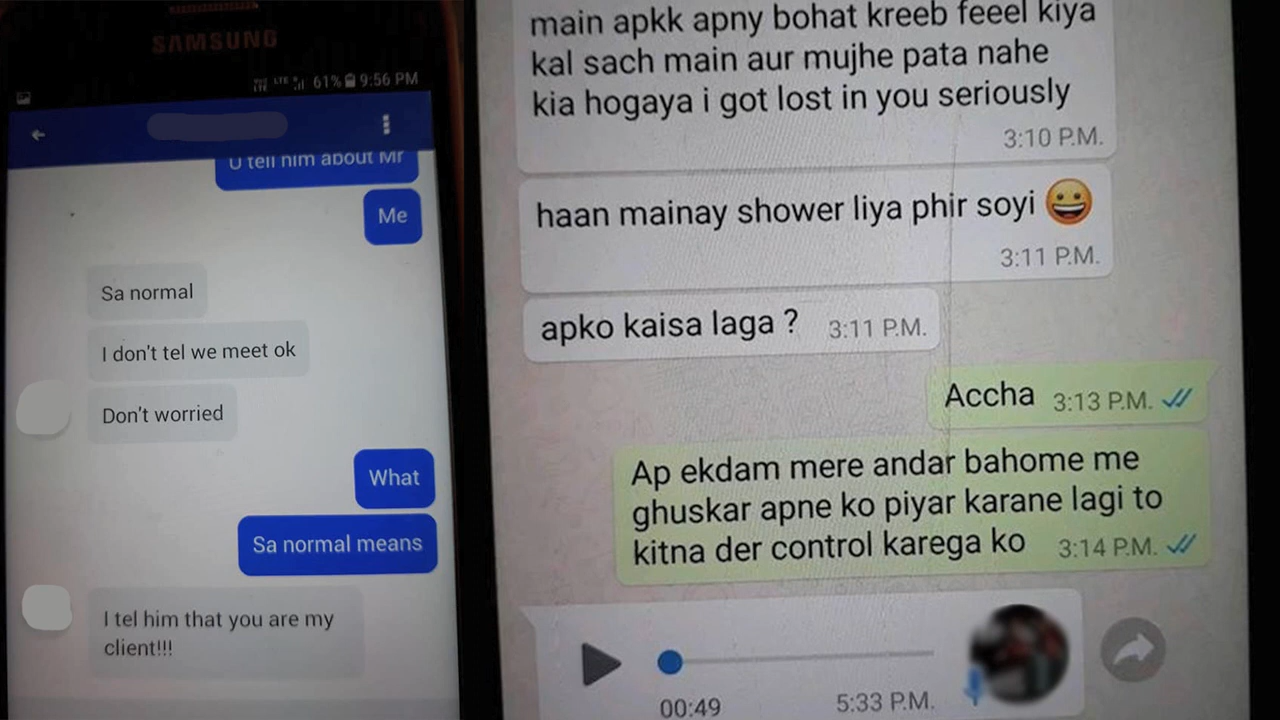 SAMSUNG
LTE 61% 9:56 PM
U tell him about Mr
Me
Sa normal
I don't tel we meet ok
Don't worried
What
Sa normal means
I tel him that you are my
client!!!
main apkk apny bohat kreeb feeel kiya
kal sach main aur mujhe pata nahe
kia hogaya i got lost in you seriously
3:10 P.M.
haan mainay shower liya phir soyi 😀
3:11 P.M.
apko kaisa laga ? 3:11 P.M.
Accha 3:13 P.M.
Ap ekdam mere andar bahome me
ghuskar apne ko piyar karane lagi to
kitna der control karega ko 3:14 P.M.
00:49 5:33 P.M.